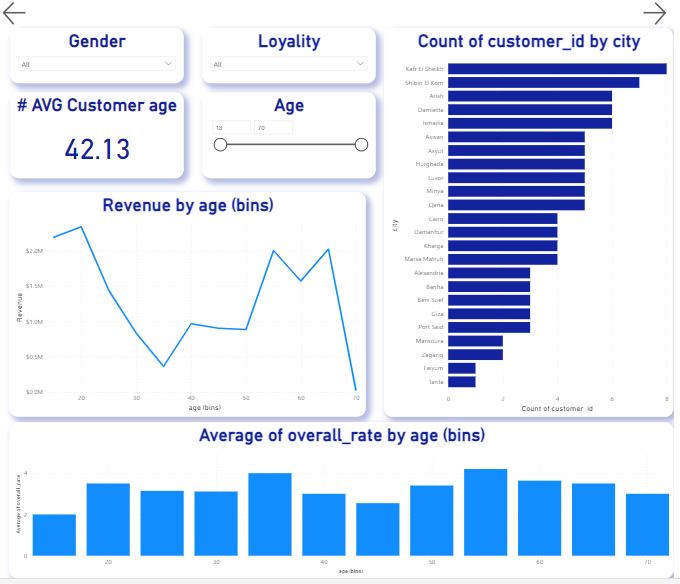 Gender
All
Loyality
All
# AVG Customer age
42.13
Age
18
70
Revenue by age (bins)
Revenue
$2.0M
$1.5M
$1.0M
$0.5M
$0.0M
20
30
40
50
60
70
age (bins)
Count of customer_id by city
city
Kafr El Sheikh
Shibin El Kom
Arish
Damietta
Ismailia
Aswan
Asyut
Hurghada
Luxor
Minya
Qena
Cairo
Damanhur
Kharga
Marsa Matruh
Alexandria
Banha
Beni Suef
Giza
Port Said
Mansoura
Zagazig
Faiyum
Tanta
0
2
4
6
8
Count of customer_id
Average of overall_rate by age (bins)
Average of overall_rate
4
2
0
20
30
40
50
60
70
age (bins)